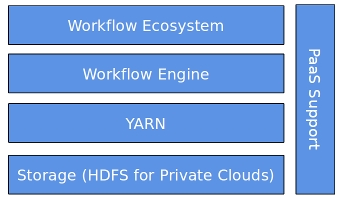 Workflow Ecosystem
Workflow Engine
YARN
Storage (HDFS for Private Clouds)
PaaS Support